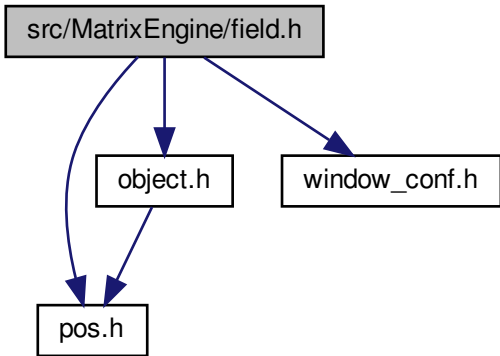 src/MatrixEngine/field.h
object.h
window_conf.h
pos.h